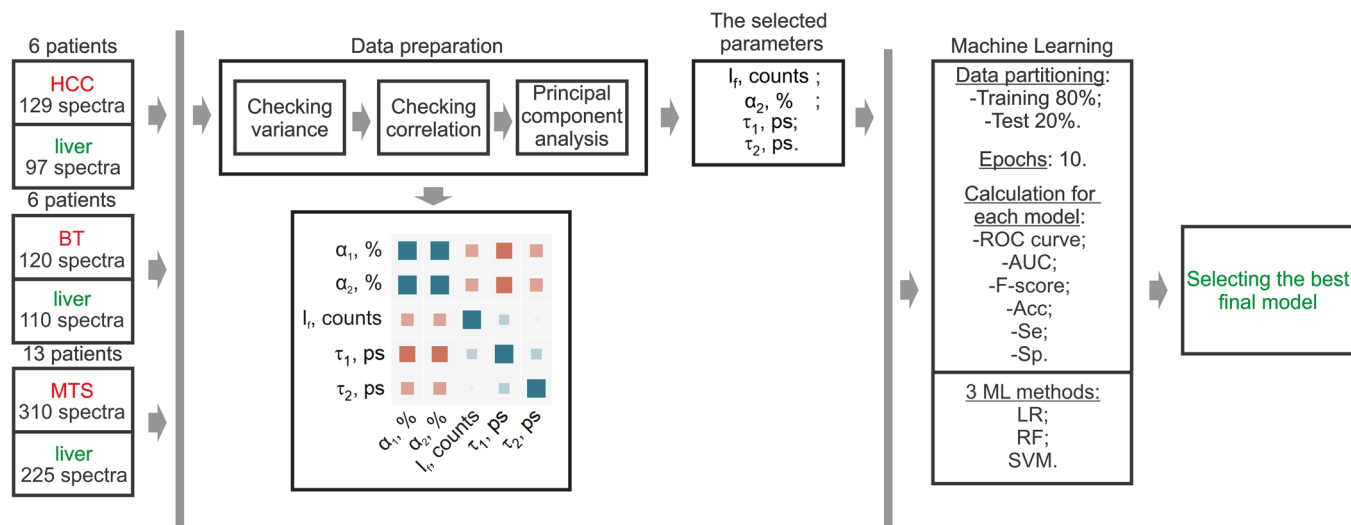 6 patients
HCC
129 spectra
liver
97 spectra
6 patients
BT
120 spectra
liver
110 spectra
13 patients
MTS
310 spectra
liver
225 spectra
Data preparation
Checking
variance
Checking
correlation
Principal
component
analysis
α₁, %
α₂, %
I_f, counts
τ₁, ps
τ₂, ps
α₁, %
α₂, %
I_f, counts
τ₁, ps
τ₂, ps
The selected
parameters
I_f, counts ;
α₂, % ;
τ₁, ps;
τ₂, ps.
Machine Learning
Data partitioning:
-Training 80%;
-Test 20%.
Epochs: 10.
Calculation for
each model:
-ROC curve;
-AUC;
-F-score;
-Acc;
-Se;
-Sp.
3 ML methods:
LR;
RF;
SVM.
Selecting the best
final model